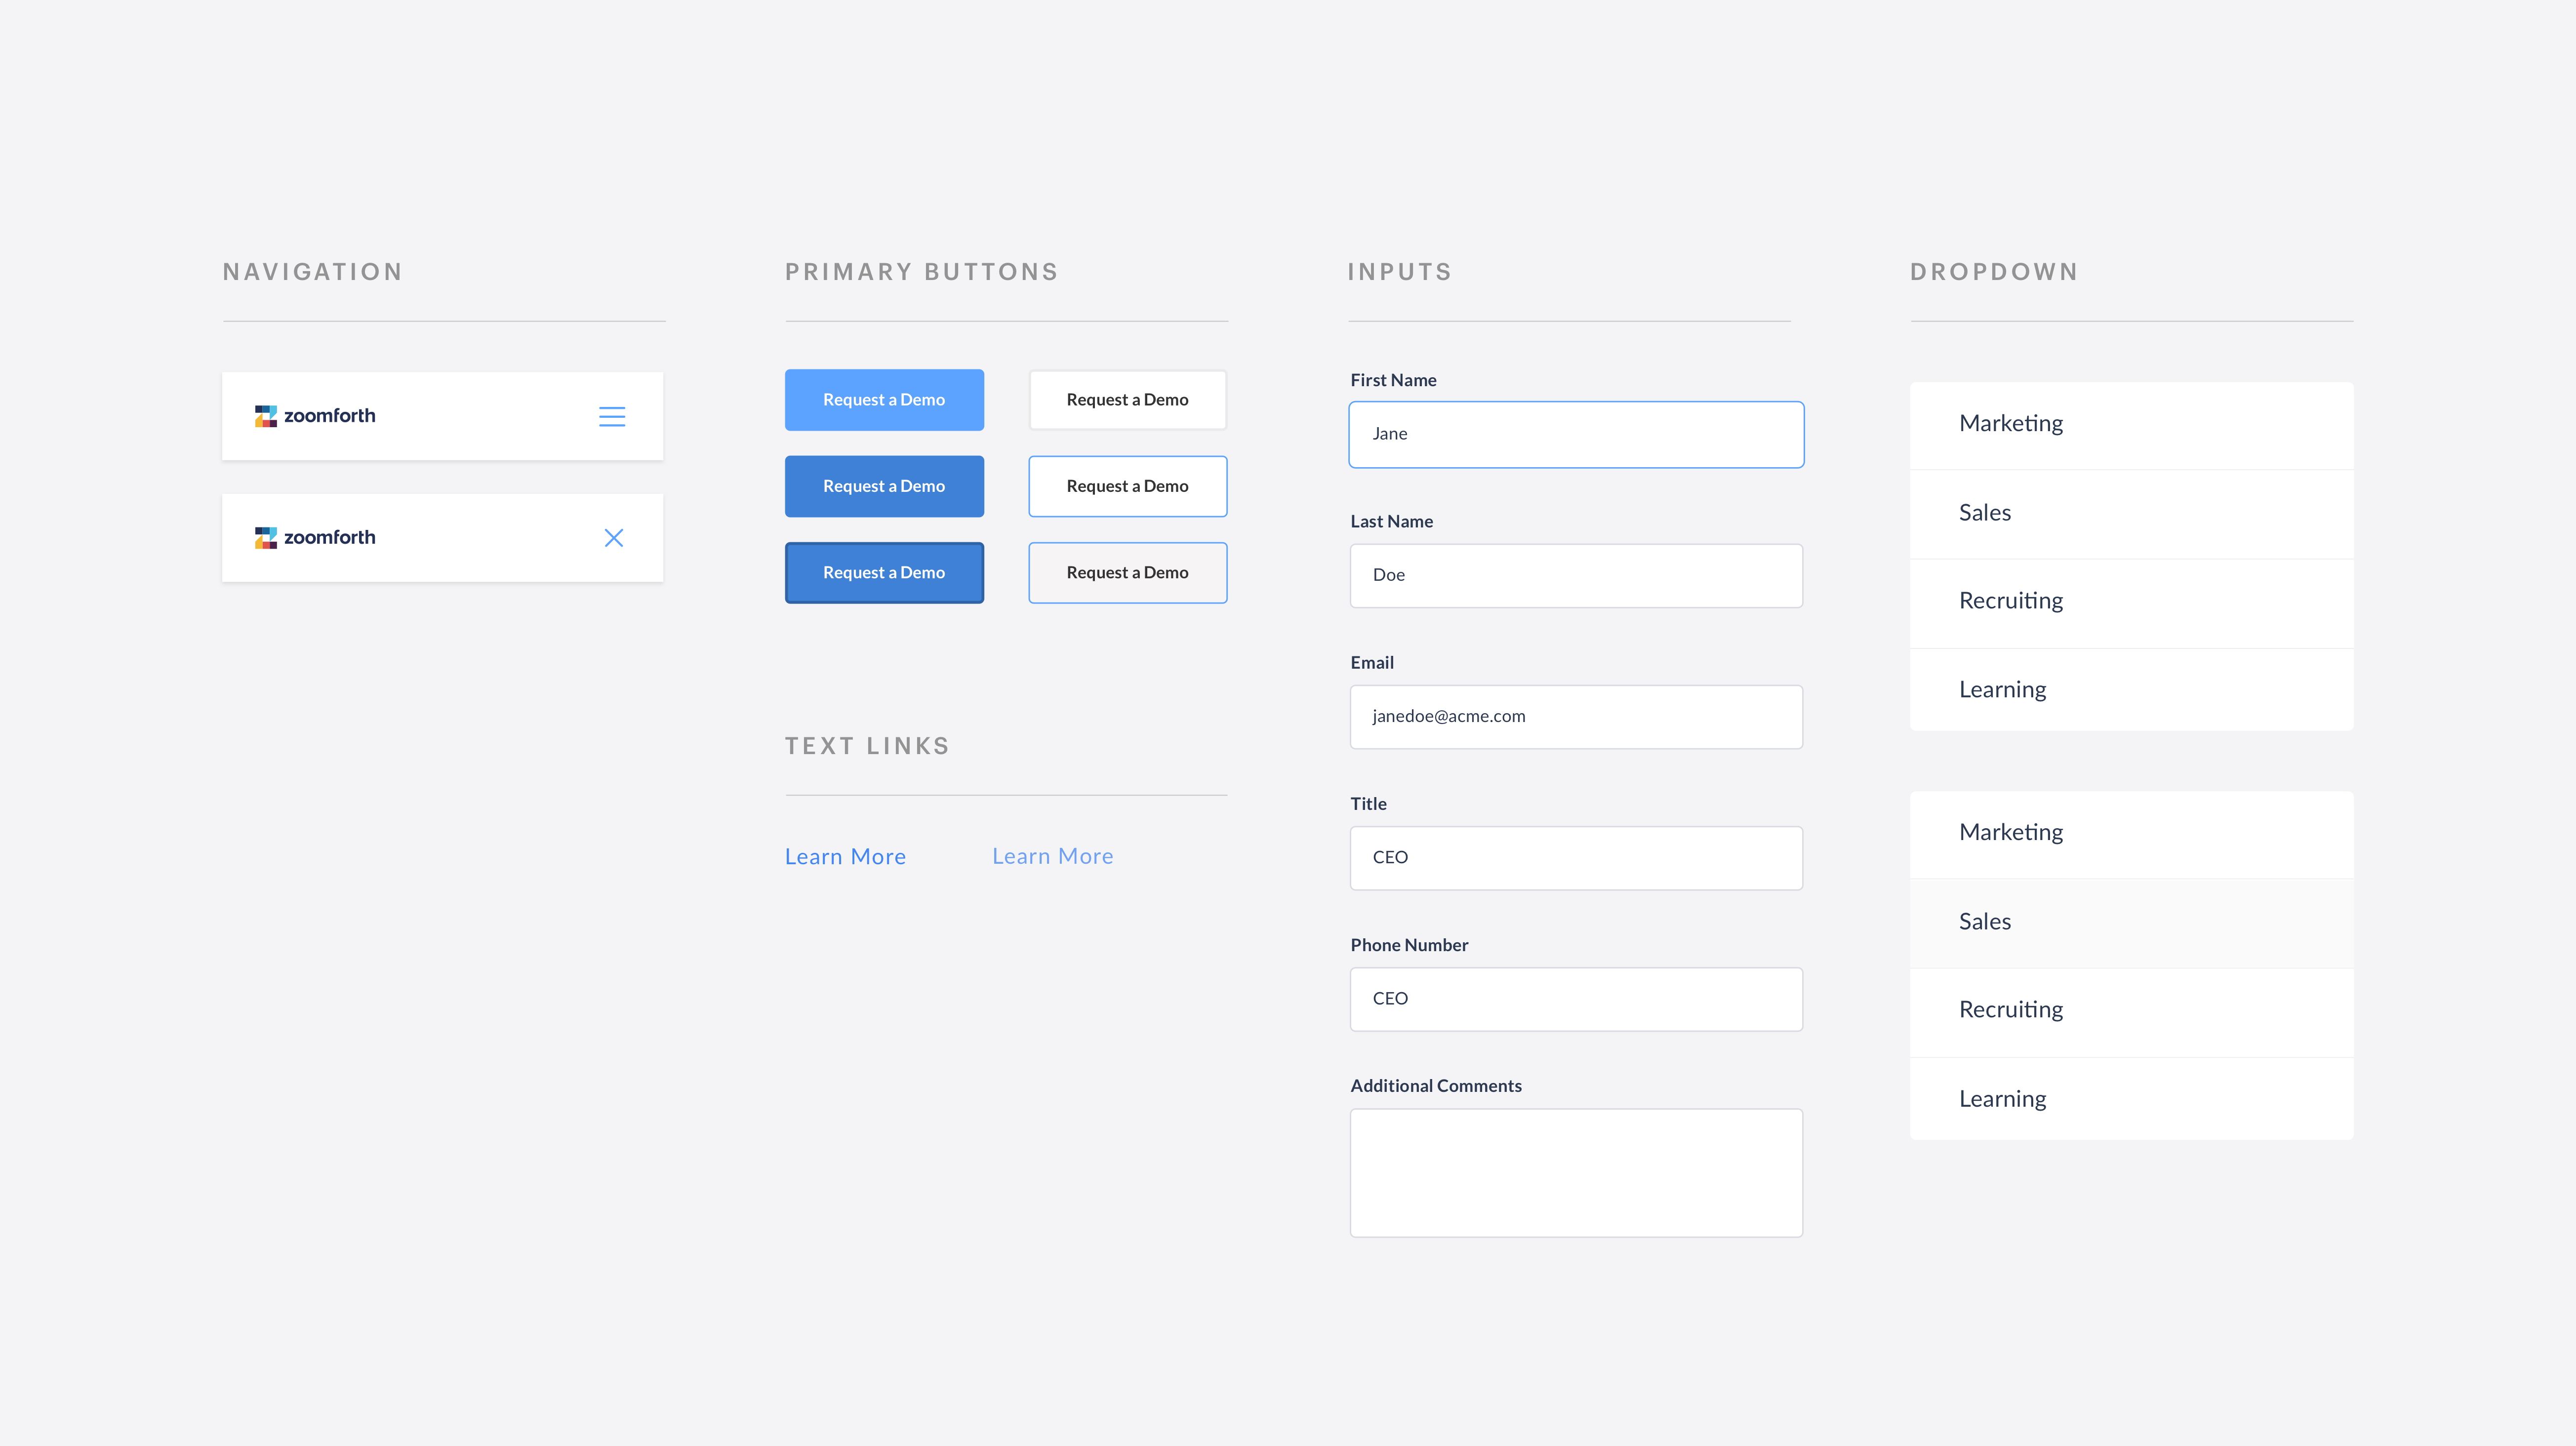 NAVIGATION
zoomforth
zoomforth
PRIMARY BUTTONS
Request a Demo
Request a Demo
Request a Demo
Request a Demo
Request a Demo
Request a Demo
TEXT LINKS
Learn More
Learn More
INPUTS
First Name
Jane
Last Name
Doe
Email
janedoe@acme.com
Title
CEO
Phone Number
CEO
Additional Comments
DROPDOWN
Marketing
Sales
Recruiting
Learning
Marketing
Sales
Recruiting
Learning